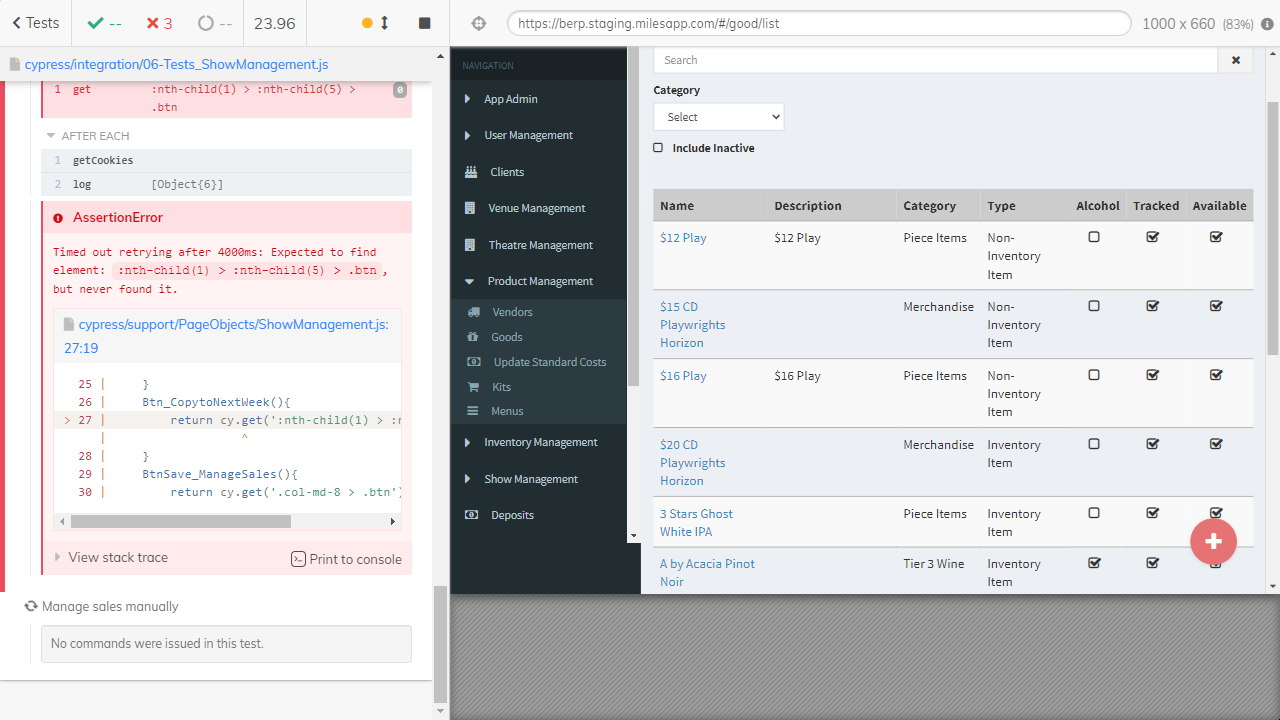 Tests
--
3
--
23.96
https://berp.staging.milesapp.com/#/good/list
1000 x 660 (83%)
cypress/integration/06-Tests_ShowManagement.js
1 get :nth-child(1) > :nth-child(5) > 0
.btn
AFTER EACH
1 getCookies
2 log [Object{6}]
AssertionError
Timed out retrying after 4000ms: Expected to find
element: :nth-child(1) > :nth-child(5) > .btn,
but never found it.
cypress/support/PageObjects/ShowManagement.js:
27:19
25 | }
26 | Btn_CopytoNextWeek(){
> 27 | return cy.get(':nth-child(1) > :n
| ^
28 | }
29 | BtnSave_ManageSales(){
30 | return cy.get('.col-md-8 > .btn')
View stack trace
Print to console
Manage sales manually
No commands were issued in this test.
NAVIGATION
App Admin
User Management
Clients
Venue Management
Theatre Management
Product Management
Vendors
Goods
Update Standard Costs
Kits
Menus
Inventory Management
Show Management
Deposits
Search
Category
Select
Include Inactive
Name Description Category Type Alcohol Tracked Available
$12 Play $12 Play Piece Items Non-
Inventory
Item
$15 CD Merchandise Non-
Playwrights Inventory
Horizon Item
$16 Play $16 Play Piece Items Non-
Inventory
Item
$20 CD Merchandise Inventory
Playwrights Item
Horizon
3 Stars Ghost Piece Items Inventory
White IPA Item
A by Acacia Pinot Tier 3 Wine Inventory
Noir Item